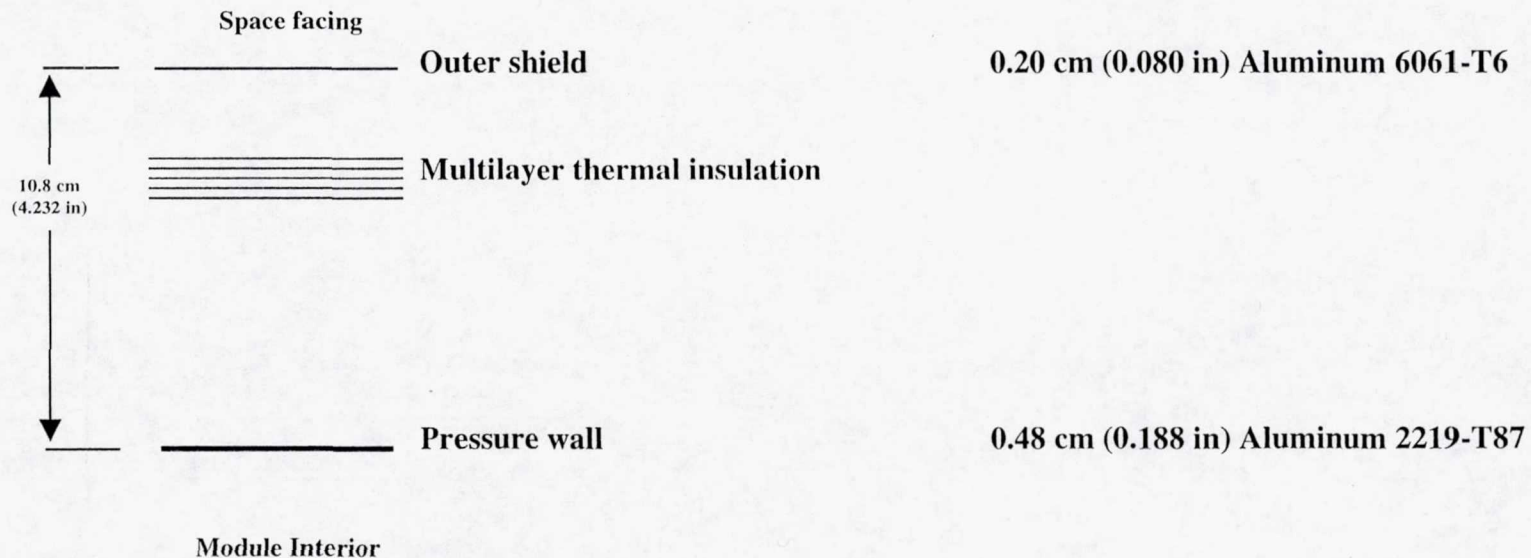 Space facing
Outer shield
0.20 cm (0.080 in) Aluminum 6061-T6
Multilayer thermal insulation
10.8 cm
(4.232 in)
Pressure wall
0.48 cm (0.188 in) Aluminum 2219-T87
Module Interior